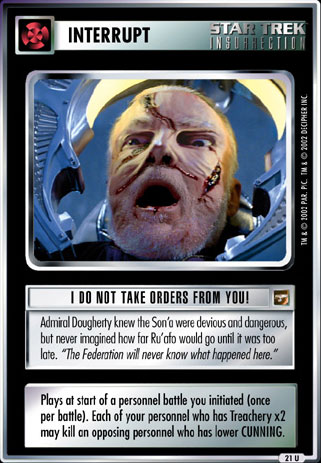 INTERRUPT
STAR TREK
INSURRECTION
TM & © 2002 PAR. PIC. TM & © 2002 DECIPHER INC.
I DO NOT TAKE ORDERS FROM YOU!
Admiral Dougherty knew the Son'a were devious and dangerous,
but never imagined how far Ru'afo would go until it was too
late. "The Federation will never know what happened here."
Plays at start of a personnel battle you initiated (once
per battle). Each of your personnel who has Treachery x2
may kill an opposing personnel who has lower CUNNING.
21 U